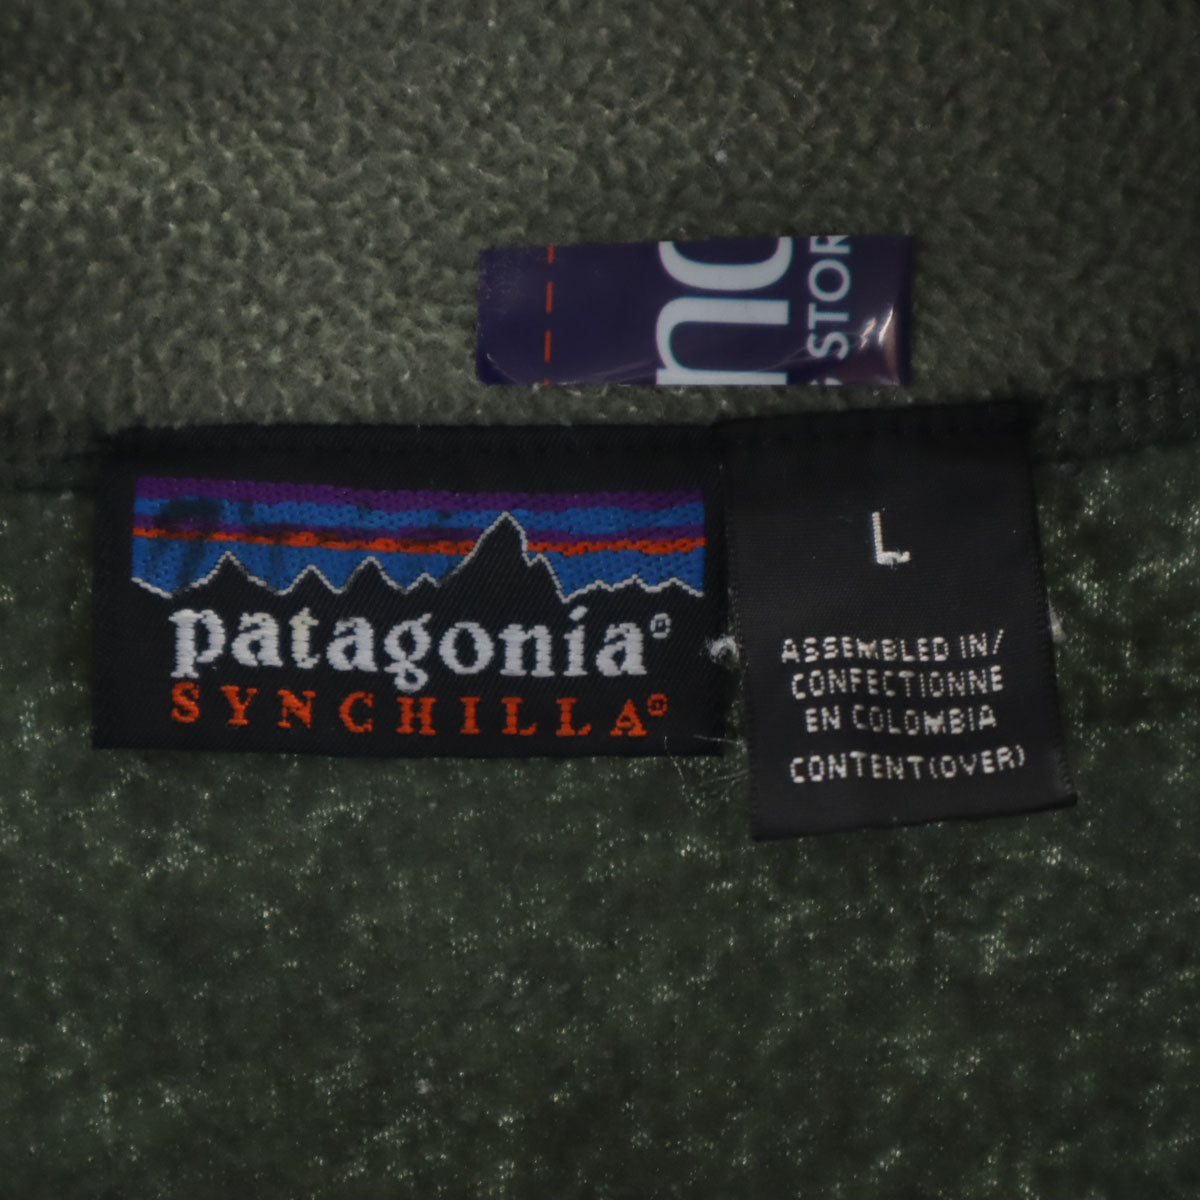 STOR
patagonia®
SYNCHILLA®
L
ASSEMBLED IN/
CONFECTIONNE
EN COLOMBIA
CONTENT(OVER)